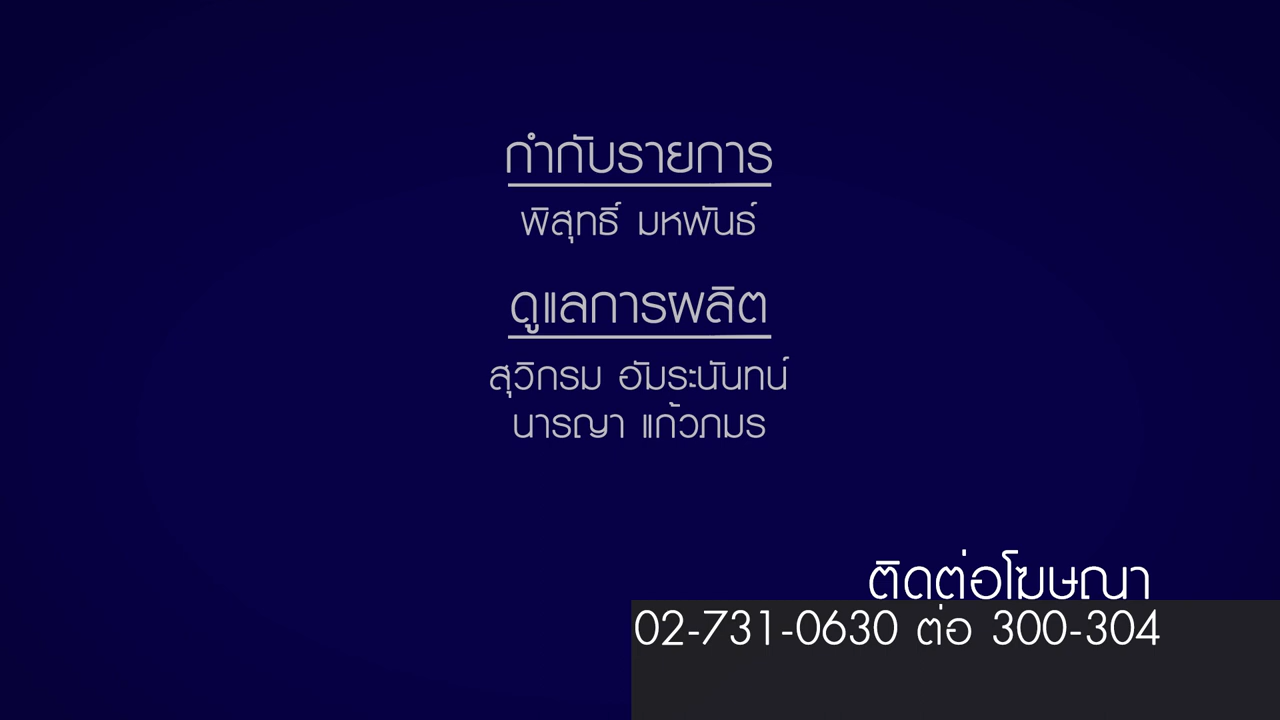 กำกับรายการ
พิสุทธิ์ มหพันธ์
ดูแลการผลิต
สุวิกรม อัมระนันทน์
นารญา แก้วภมร
ติดต่อโฆษณา
02-731-0630 ต่อ 300-304